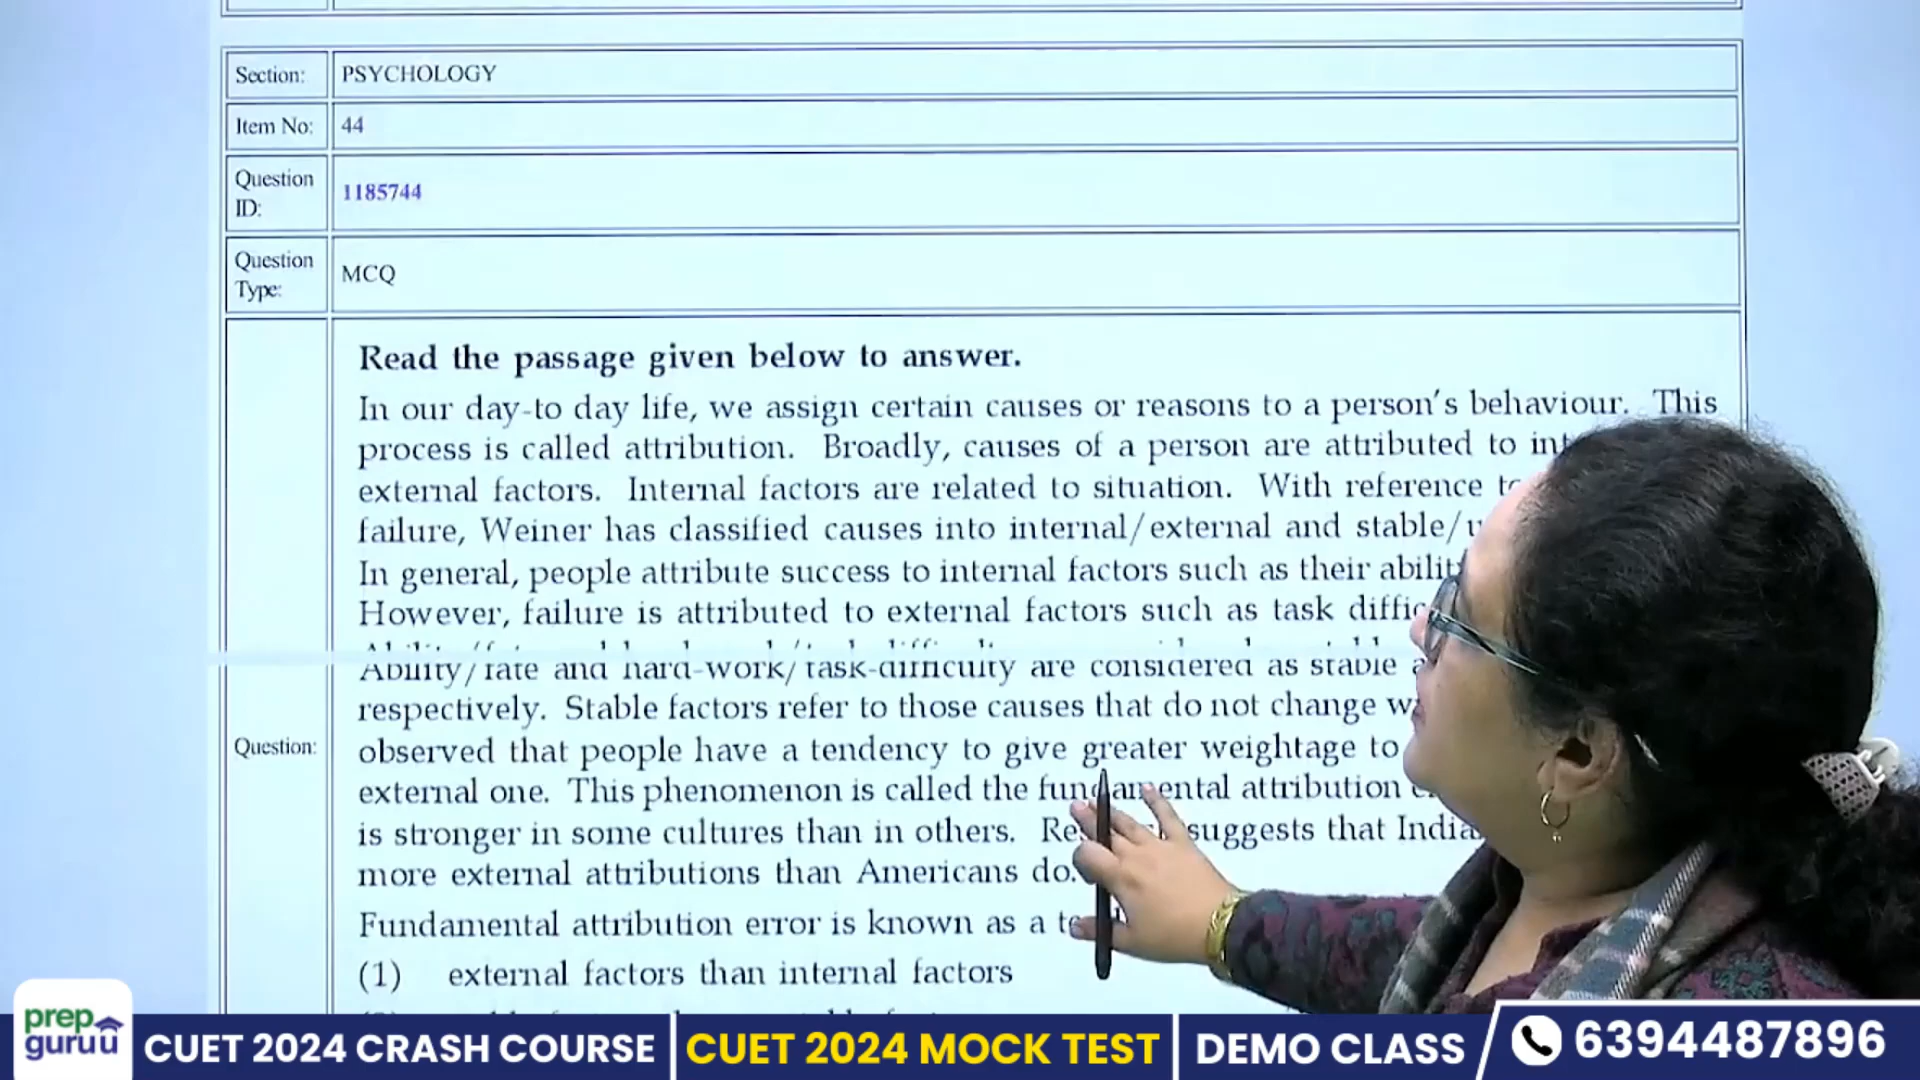 Section: PSYCHOLOGY
Item No: 44
Question ID: 1185744
Question Type: MCQ
Read the passage given below to answer.
In our day-to day life, we assign certain causes or reasons to a person's behaviour. This
process is called attribution. Broadly, causes of a person are attributed to
external factors. Internal factors are related to situation. With reference
failure, Weiner has classified causes into internal/external and stable/
In general, people attribute success to internal factors such as their
However, failure is attributed to external factors such as task
Ability/fate and hard-work/task-difficulty are considered as stable
respectively. Stable factors refer to those causes that do not change
observed that people have a tendency to give greater weightage to
external one. This phenomenon is called the fundamental attribution
is stronger in some cultures than in others. suggests that
more external attributions than Americans do.
Question:
Fundamental attribution error is known as a
(1) external factors than internal factors
prep guruu
CUET 2024 CRASH COURSE
CUET 2024 MOCK TEST
DEMO CLASS
6394487896